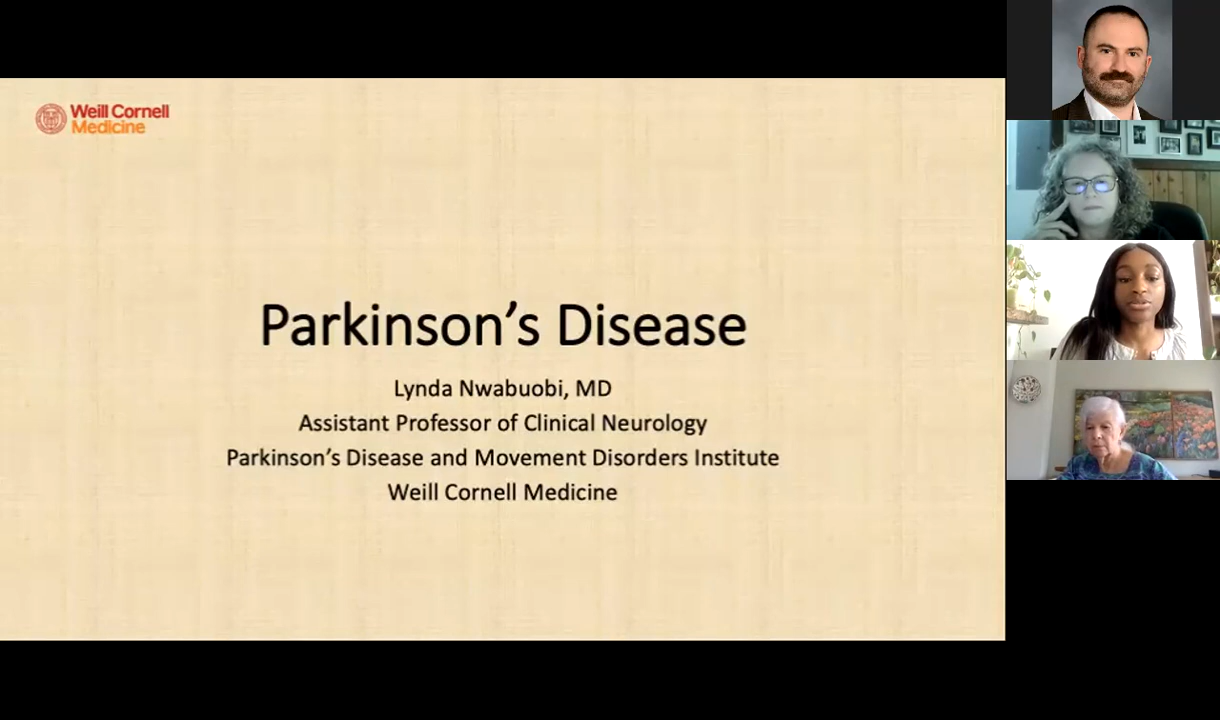 Weill Cornell
Medicine
Parkinson's Disease
Lynda Nwabuobi, MD
Assistant Professor of Clinical Neurology
Parkinson's Disease and Movement Disorders Institute
Weill Cornell Medicine